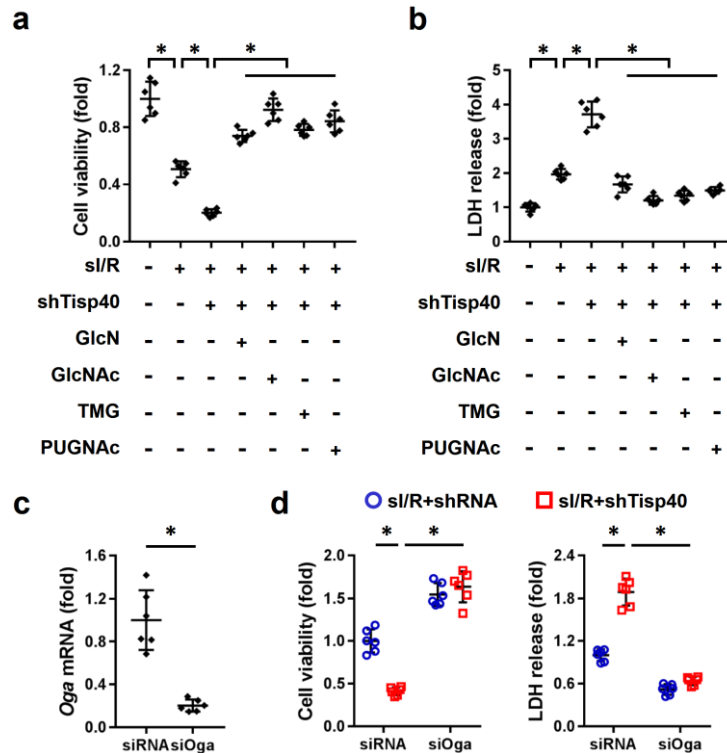 a
* * *
Cell viability (fold)
1.2
0.8
0.4
0.0
sI/R - + + + + + +
shTisp40 - - + + + + +
GlcN - - - + - - -
GlcNAc - - - - + - -
TMG - - - - - + -
PUGNAc - - - - - - +
b
* * *
LDH release (fold)
5
4
3
2
1
0
sI/R - + + + + + +
shTisp40 - - + + + + +
GlcN - - - + - - -
GlcNAc - - - - + - -
TMG - - - - - + -
PUGNAc - - - - - - +
c
*
Oga mRNA (fold)
1.6
1.2
0.8
0.4
0.0
siRNA siOga
d
sI/R+shRNA sI/R+shTisp40
* *
Cell viability (fold)
2.0
1.5
1.0
0.5
0.0
siRNA siOga
* *
LDH release (fold)
2.4
1.8
1.2
0.6
0.0
siRNA siOga